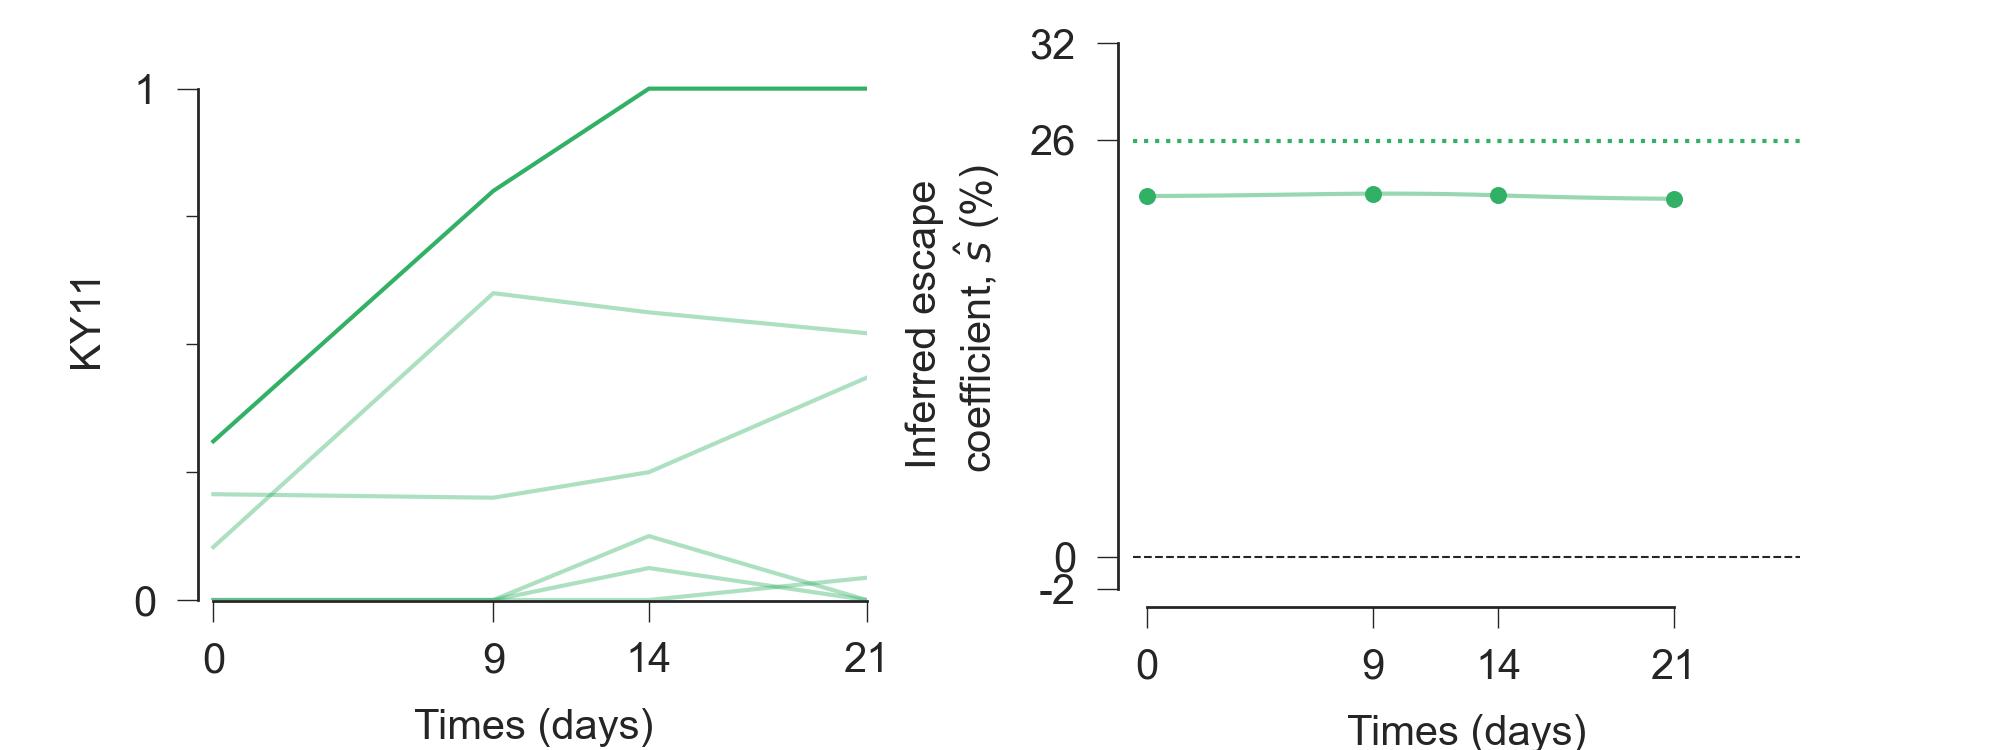 KY11
1
0
0 9 14 21
Times (days)
Inferred escape
coefficient, ŝ (%)
32
26
0
-2
0 9 14 21
Times (days)